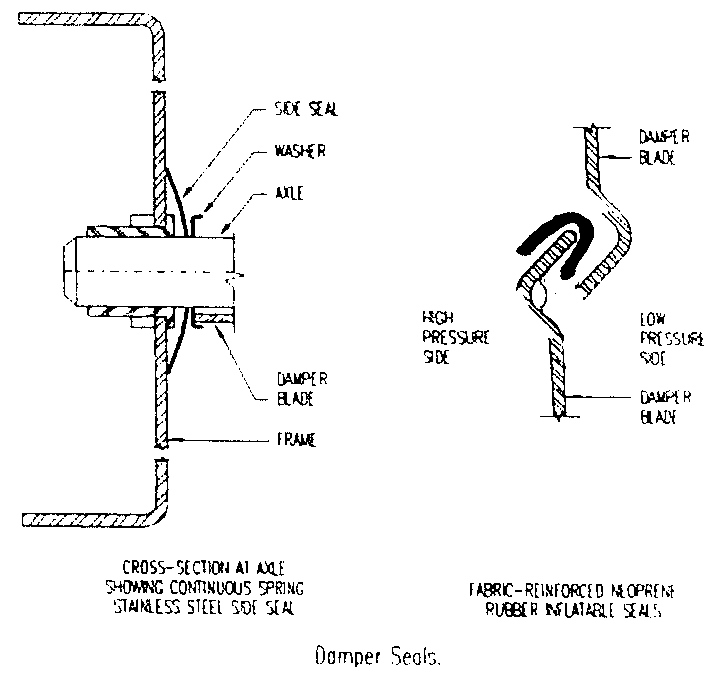 SIDE SEAL
WASHER
AXLE
DAMPER
BLADE
FRAME
CROSS-SECTION AT AXLE
SHOWING CONTINUOUS SPRING
STAINLESS STEEL SIDE SEAL
DAMPER
BLADE
HIGH
PRESSURE
SIDE
LOW
PRESSURE
SIDE
DAMPER
BLADE
FABRIC-REINFORCED NEOPRENE
RUBBER INFLATABLE SEALS
Damper Seals.